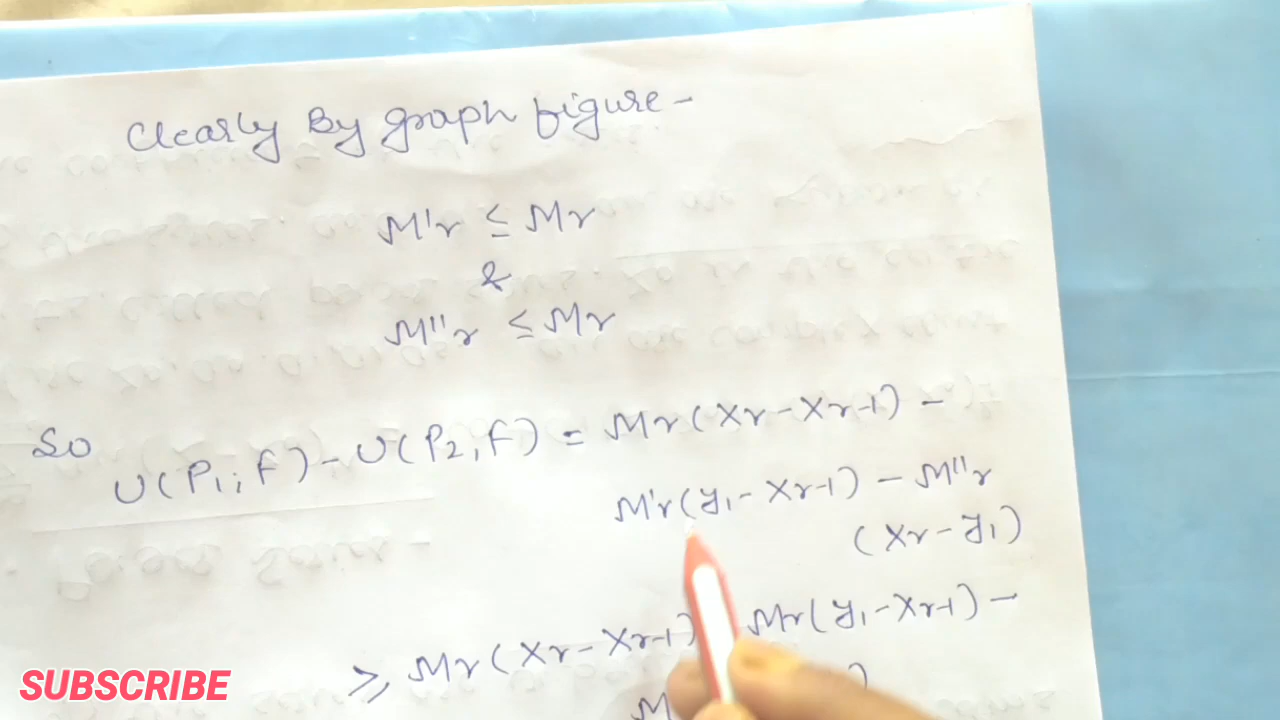 Clearly By graph figure -
M'r ≤ Mr
&
M''r ≤ Mr
So U(P1,F) - U(P2,F) = Mr(Xr - Xr-1) -
M'r(y1 - Xr-1) - M''r
(Xr - y1)
≥ Mr(Xr - Xr-1) Mr(y1 - Xr-1) -
M )
SUBSCRIBE